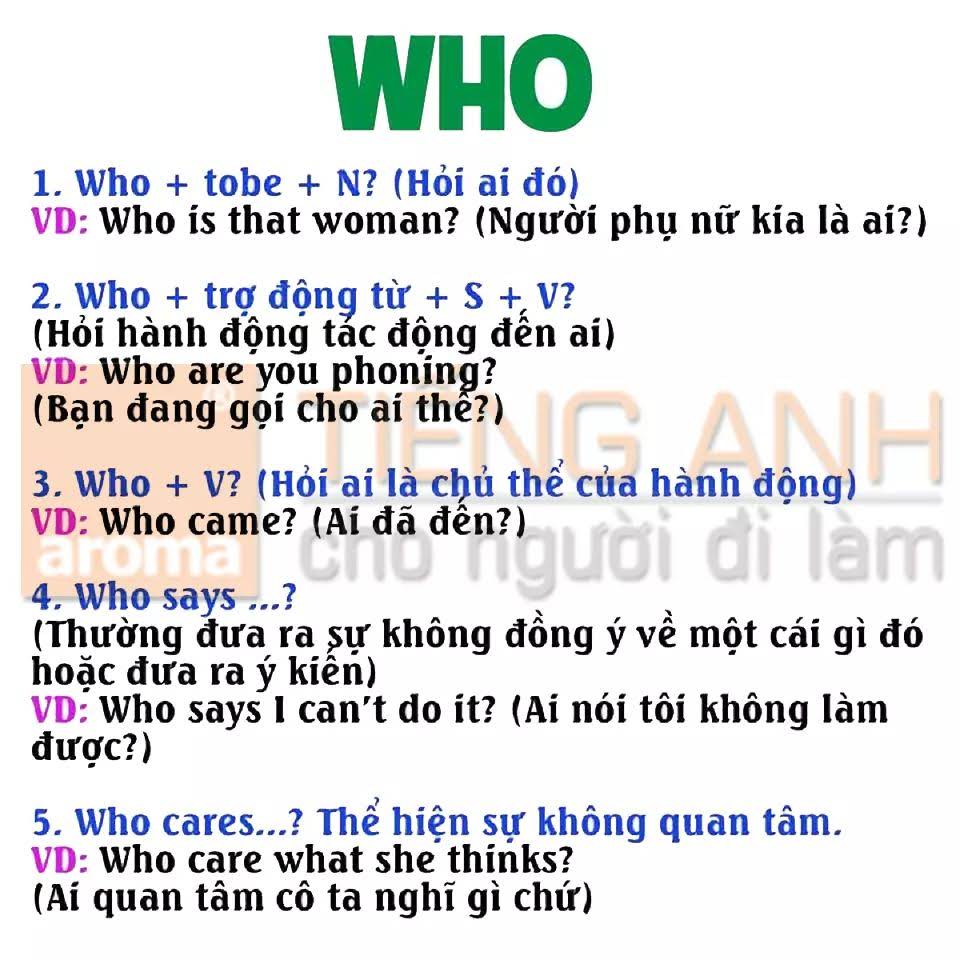 WHO
1. Who + tobe + N? (Hỏi ai đó)
VD: Who is that woman? (Người phụ nữ kia là ai?)
2. Who + trợ động từ + S + V?
(Hỏi hành động tác động đến ai)
VD: Who are you phoning?
(Bạn đang gọi cho ai thế?)
3. Who + V? (Hỏi ai là chủ thể của hành động)
VD: Who came? (Ai đã đến?)
4. Who says ...?
(Thường đưa ra sự không đồng ý về một cái gì đó
hoặc đưa ra ý kiến)
VD: Who says I can't do it? (Ai nói tôi không làm
được?)
5. Who cares...? Thể hiện sự không quan tâm.
VD: Who care what she thinks?
(Ai quan tâm cô ta nghĩ gì chứ)
aroma
®
TIẾNG ANH
cho người đi làm